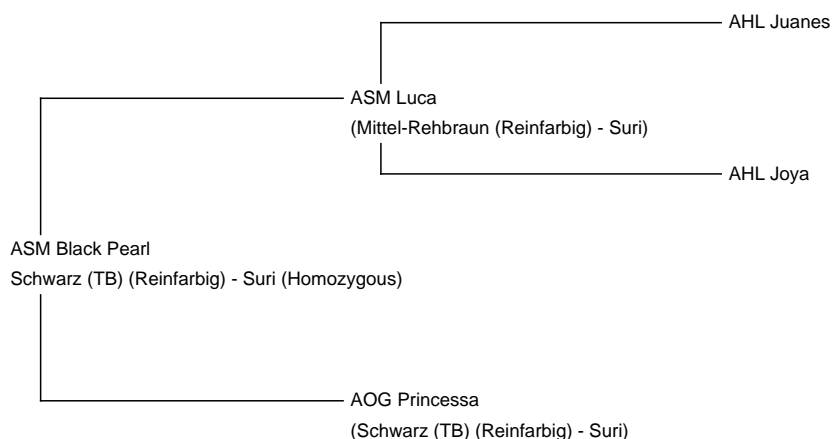 AHL Juanes
ASM Luca
(Mittel-Rehbraun (Reinfarbig) - Suri)
AHL Joya
ASM Black Pearl
Schwarz (TB) (Reinfarbig) - Suri (Homozygous)
AOG Princessa
(Schwarz (TB) (Reinfarbig) - Suri)